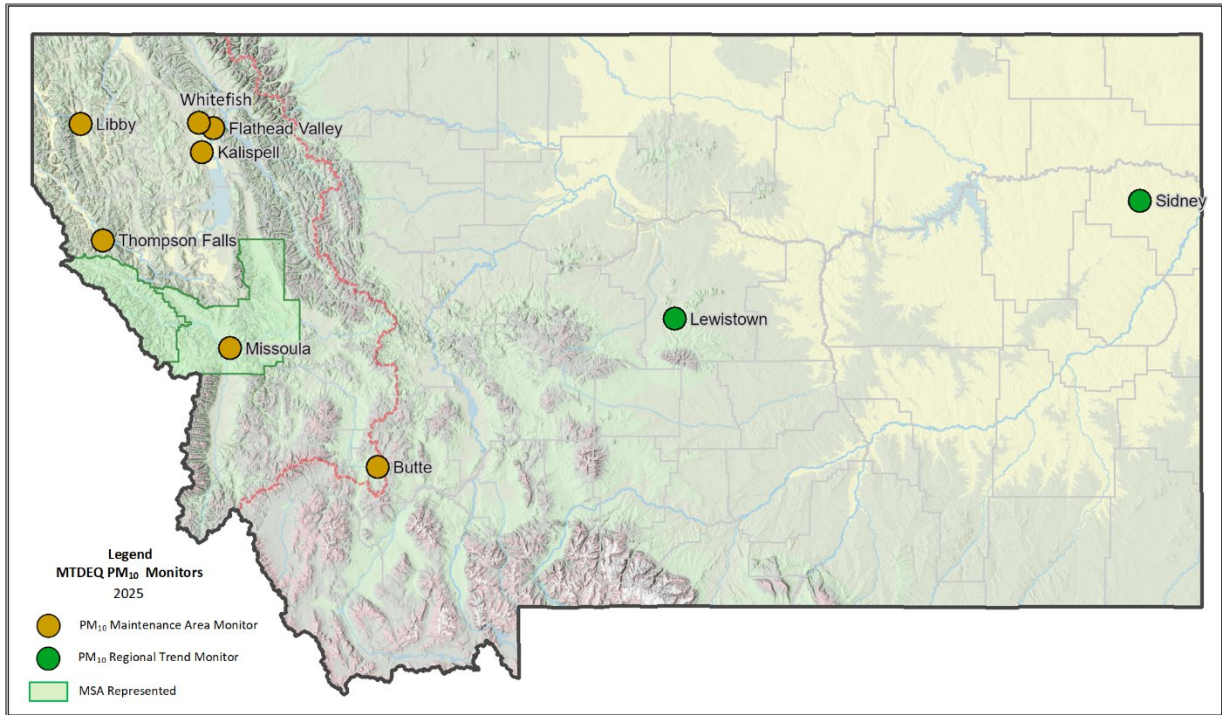 Whitefish
Libby
Flathead Valley
Kalispell
Sidney
Thompson Falls
Lewistown
Missoula
Butte
Legend
MTDEQ PM₁₀ Monitors
2025
PM₁₀ Maintenance Area Monitor
PM₁₀ Regional Trend Monitor
MSA Represented